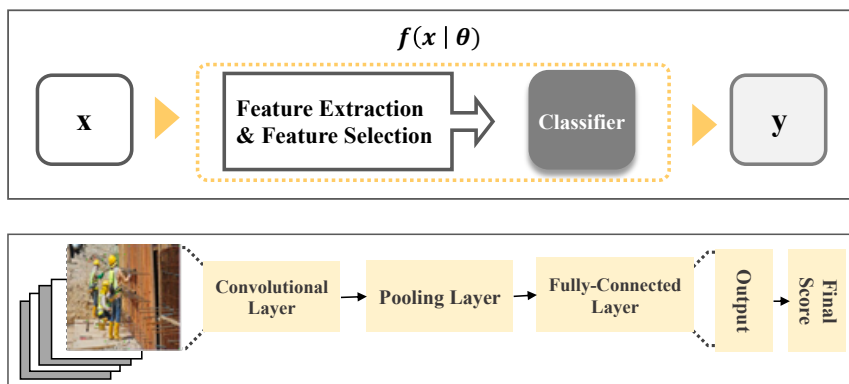 f(x | θ)
x
Feature Extraction
& Feature Selection
Classifier
y
Convolutional
Layer
Pooling Layer
Fully-Connected
Layer
Output
Final
Score